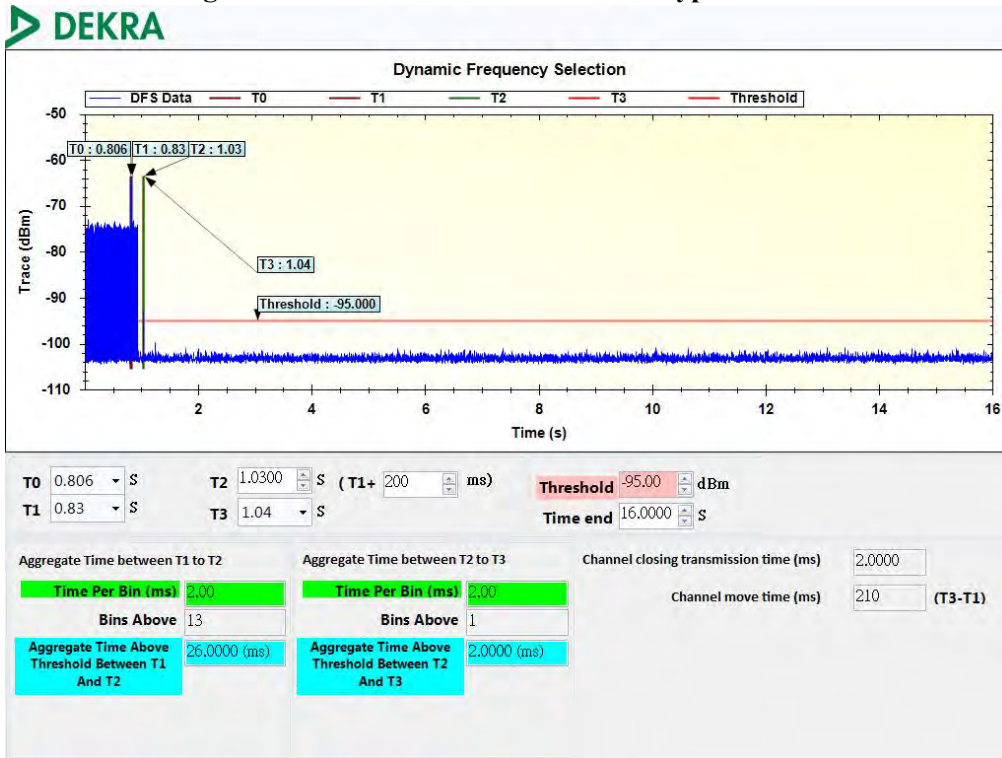 DEKRA
Dynamic Frequency Selection
DFS Data T0 T1 T2 T3 Threshold
-50
T0 : 0.806 T1 : 0.83 T2 : 1.03
-60
-70
-80
T3 : 1.04
-90
Threshold : -95.000
-100
-110
Trace (dBm)
2 4 6 8 10 12 14 16
Time (s)
T0 0.806 S T2 1.0300 S (T1+ 200 ms) Threshold -95.00 dBm
T1 0.83 S T3 1.04 S Time end 16.0000 S
Aggregate Time between T1 to T2
Time Per Bin (ms) 2.00
Bins Above 13
Aggregate Time Above
Threshold Between T1
And T2
26.0000 (ms)
Aggregate Time between T2 to T3
Time Per Bin (ms) 2.00
Bins Above 1
Aggregate Time Above
Threshold Between T2
And T3
2.0000 (ms)
Channel closing transmission time (ms) 2.0000
Channel move time (ms) 210 (T3-T1)